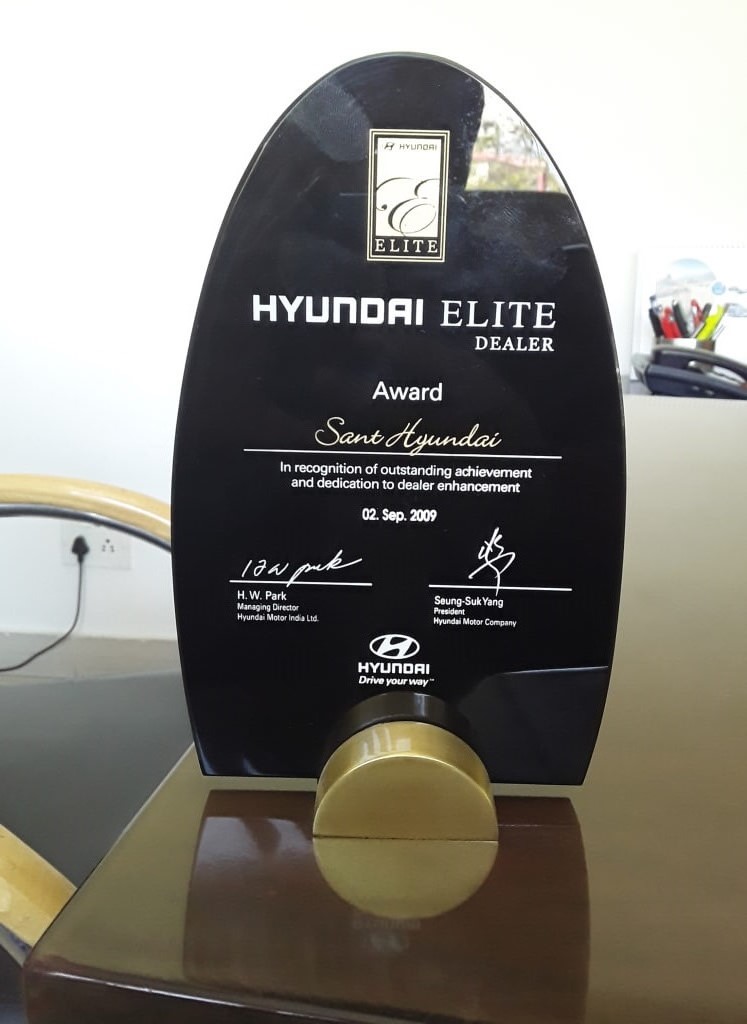 HYUNDAI
E
ELITE
HYUNDAI ELITE
DEALER
Award
Sant Hyundai
In recognition of outstanding achievement
and dedication to dealer enhancement
02. Sep. 2009
H. W. Park
Managing Director
Hyundai Motor India Ltd.
Seung-Suk Yang
President
Hyundai Motor Company
HYUNDAI
Drive your way™